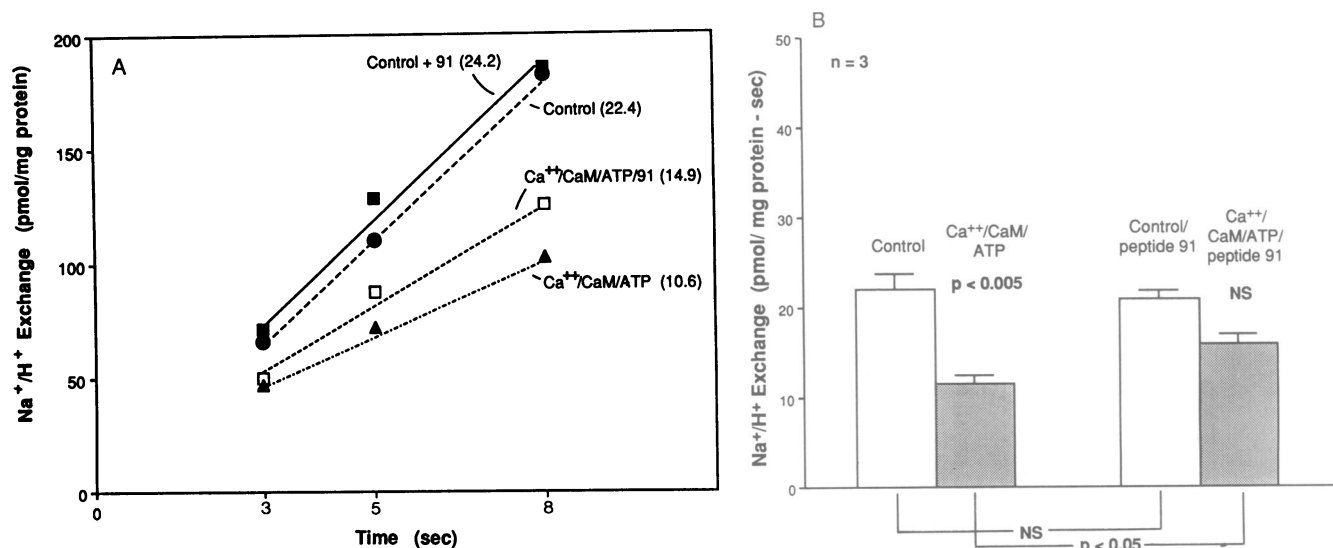 A
Na+/H+ Exchange (pmol/mg protein)
200
150
100
50
0
0
3
5
8
Time (sec)
Control + 91 (24.2)
Control (22.4)
Ca++/CaM/ATP/91 (14.9)
Ca++/CaM/ATP (10.6)
B
n = 3
Na+/H+ Exchange (pmol/ mg protein - sec)
50
40
30
20
10
0
Control
Ca++/CaM/
ATP
p < 0.005
Control/
peptide 91
Ca++/
CaM/ATP/
peptide 91
NS
NS
p < 0.05